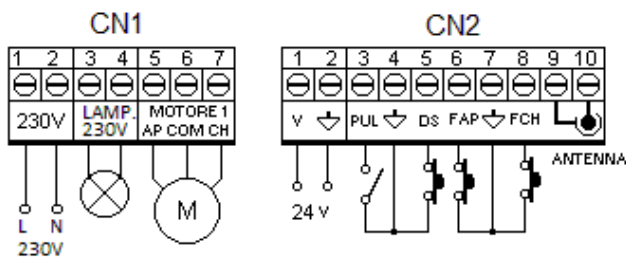 CN1 CN2
1 2 3 4 5 6 7 1 2 3 4 5 6 7 8 9 10
230V LAMP. 230V MOTORE 1 AP COM CH V PUL DS FAP FCH
ANTENNA
M
24 V
L N
230V